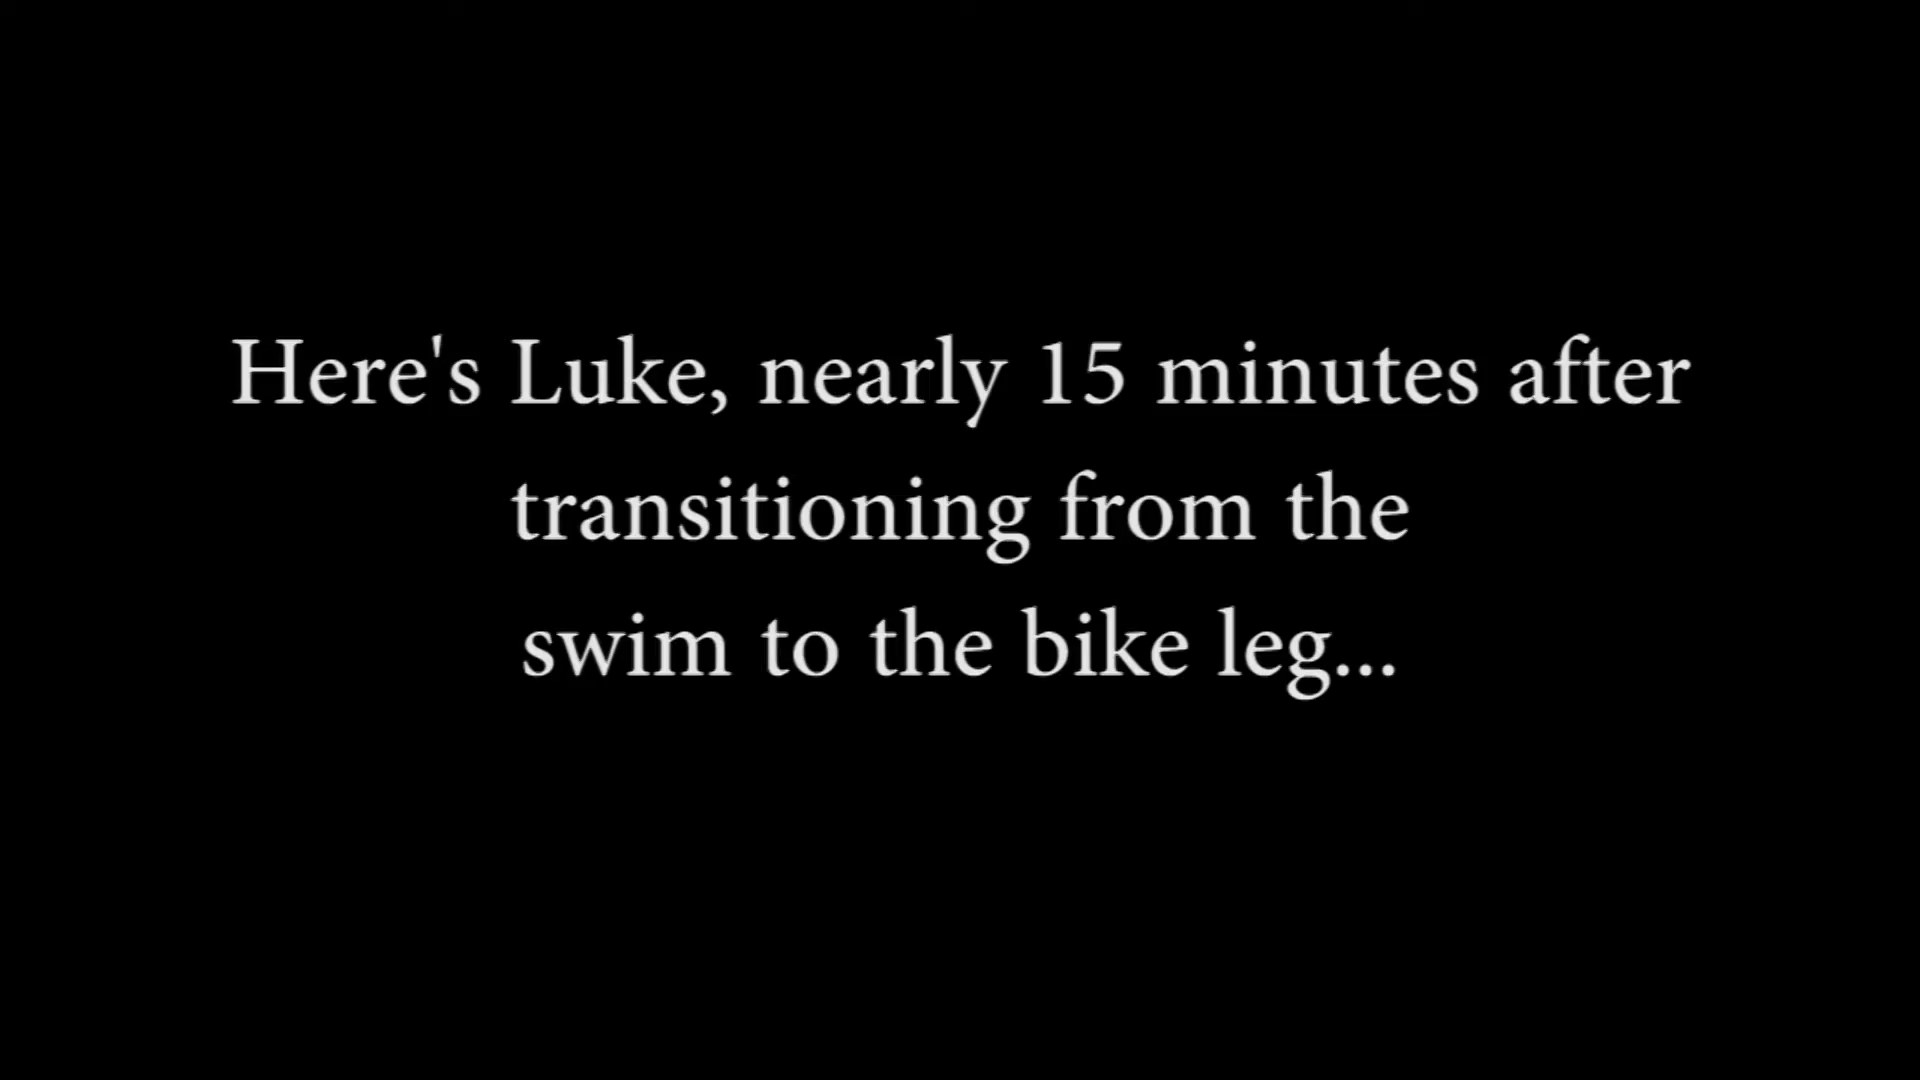 Here's Luke, nearly 15 minutes after
transitioning from the
swim to the bike leg...